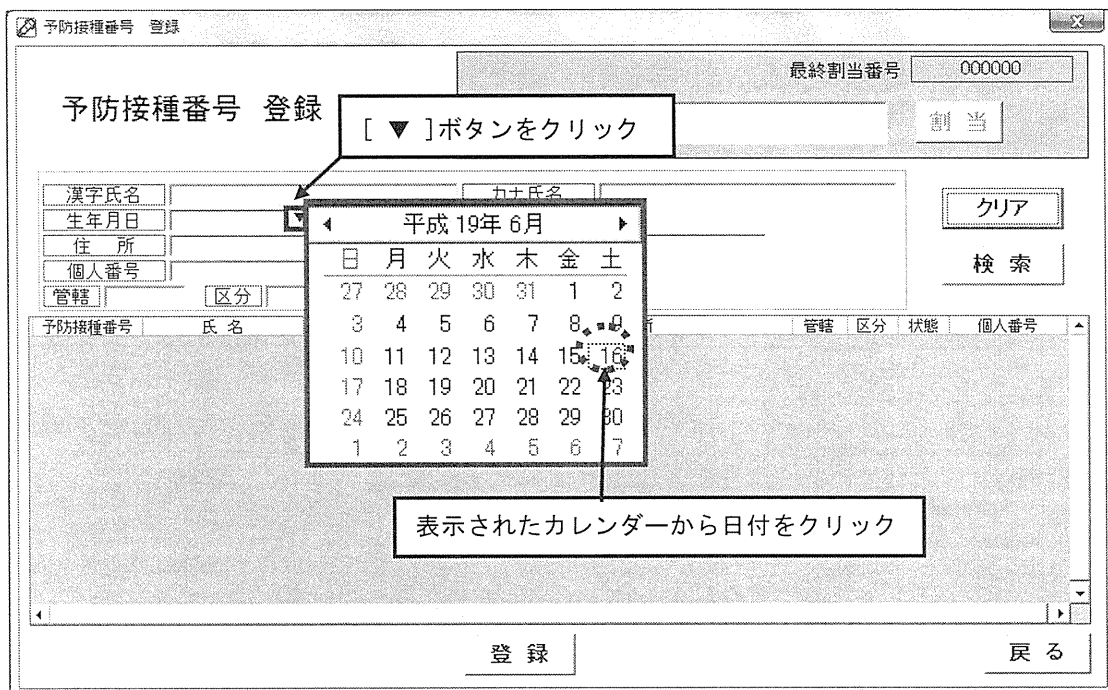 予防接種番号 登録
最終割当番号 000000
予防接種番号 登録
割 当
[ ▼ ]ボタンをクリック
漢字氏名 カナ氏名
クリア
生年月日 ▼
住 所
検 索
個人番号
管轄 区分
平成 19年 6月
日 月 火 水 木 金 土
27 28 29 30 31 1 2
3 4 5 6 7 8 9
10 11 12 13 14 15 16
17 18 19 20 21 22 23
24 25 26 27 28 29 30
1 2 3 4 5 6 7
予防接種番号 氏 名 所 管轄 区分 状態 個人番号
表示されたカレンダーから日付をクリック
登 録
戻 る